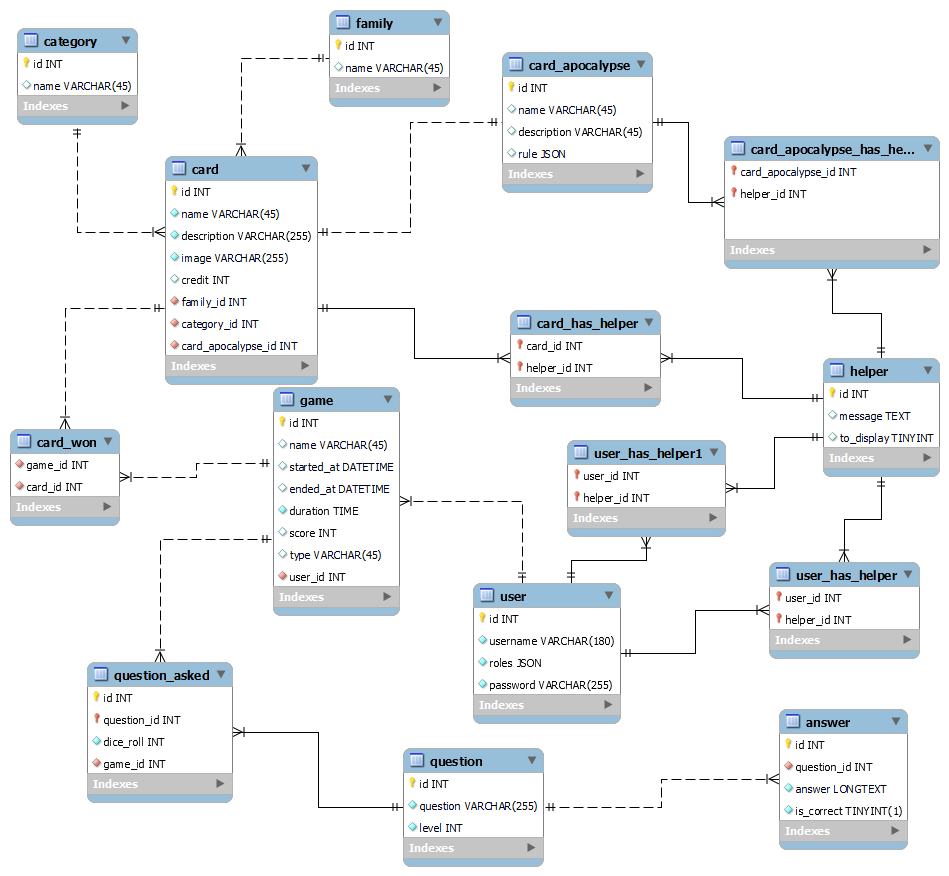 category
id INT
name VARCHAR(45)
Indexes
family
id INT
name VARCHAR(45)
Indexes
card_apocalypse
id INT
name VARCHAR(45)
description VARCHAR(45)
rule JSON
Indexes
card_apocalypse_has_he...
card_apocalypse_id INT
helper_id INT
Indexes
card
id INT
name VARCHAR(45)
description VARCHAR(255)
image VARCHAR(255)
credit INT
family_id INT
category_id INT
card_apocalypse_id INT
Indexes
card_has_helper
card_id INT
helper_id INT
Indexes
helper
id INT
message TEXT
to_display TINYINT
Indexes
game
id INT
name VARCHAR(45)
started_at DATETIME
ended_at DATETIME
duration TIME
score INT
type VARCHAR(45)
user_id INT
Indexes
card_won
game_id INT
card_id INT
Indexes
user_has_helper1
user_id INT
helper_id INT
Indexes
user_has_helper
user_id INT
helper_id INT
Indexes
user
id INT
username VARCHAR(180)
roles JSON
password VARCHAR(255)
Indexes
question_asked
id INT
question_id INT
dice_roll INT
game_id INT
Indexes
question
id INT
question VARCHAR(255)
level INT
Indexes
answer
id INT
question_id INT
answer LONGTEXT
is_correct TINYINT(1)
Indexes